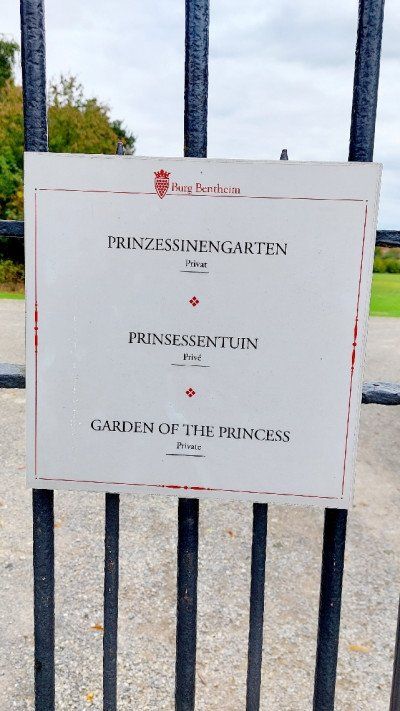 Burg Bentheim
PRINZESSINENGARTEN
Privat
PRINSESSENTUIN
Privé
GARDEN OF THE PRINCESS
Private